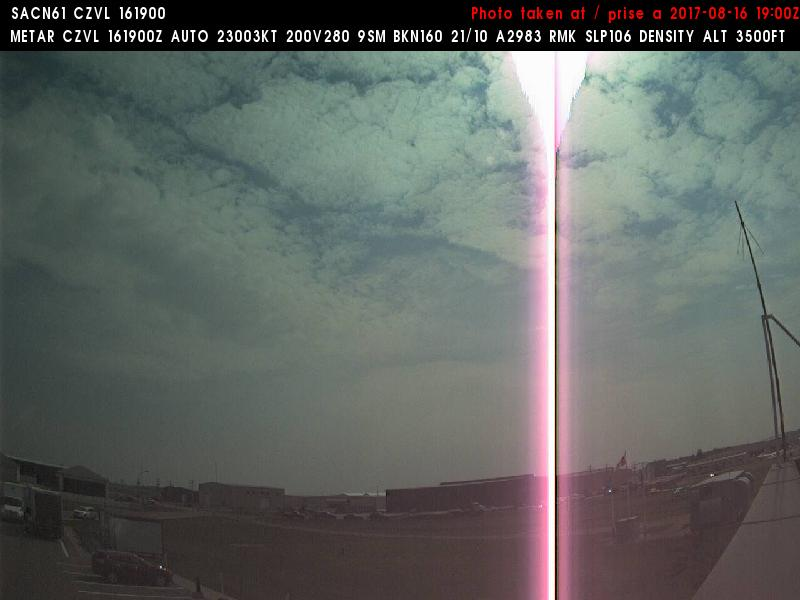 SACN61 CZVL 161900
Photo taken at / prise a 2017-08-16 19:00Z
METAR CZVL 161900Z AUTO 23003KT 200V280 9SM BKN160 21/10 A2983 RMK SLP106 DENSITY ALT 3500FT